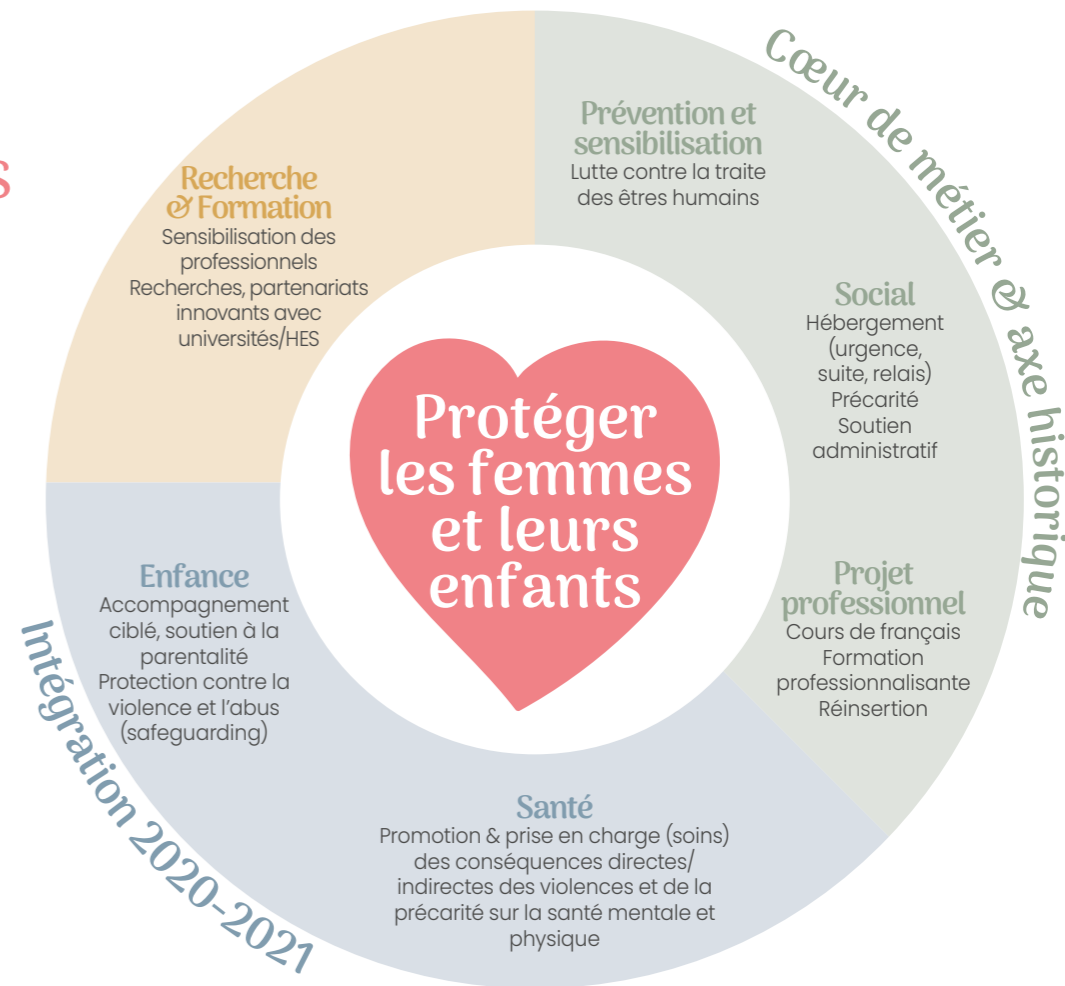 s
Cœur de métier & axe historique
Prévention et
sensibilisation
Lutte contre la traite
des êtres humains
Social
Hébergement
(urgence,
suite, relais)
Précarité
Soutien
administratif
Projet
professionnel
Cours de français
Formation
professionnalisante
Réinsertion
Santé
Promotion & prise en charge (soins)
des conséquences directes/
indirectes des violences et de la
précarité sur la santé mentale et
physique
Intégration 2020-2021
Enfance
Accompagnement
ciblé, soutien à la
parentalité
Protection contre la
violence et l'abus
(safeguarding)
Recherche
& Formation
Sensibilisation des
professionnels
Recherches, partenariats
innovants avec
universités/HES
Protéger
les femmes
et leurs
enfants